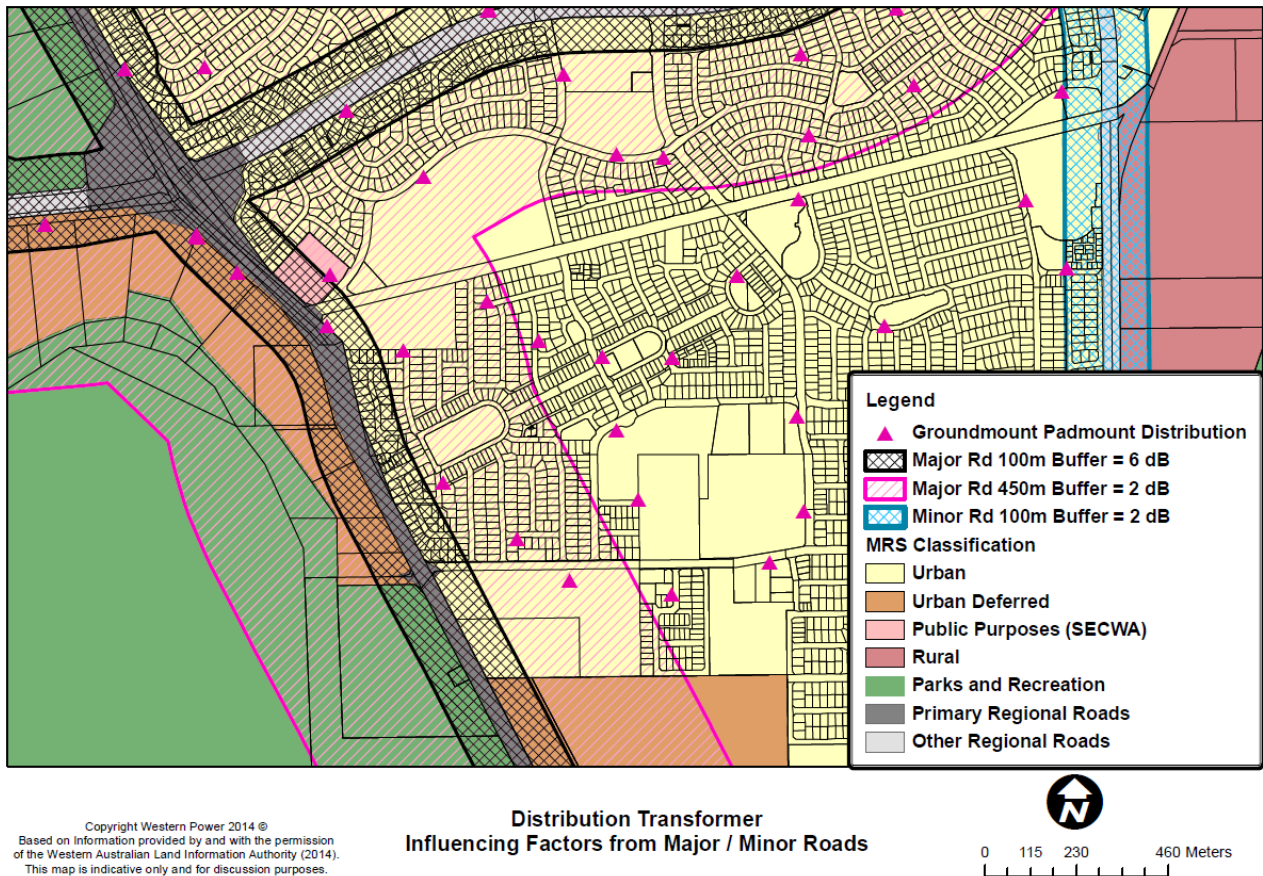 Legend
Groundmount Padmount Distribution
Major Rd 100m Buffer = 6 dB
Major Rd 450m Buffer = 2 dB
Minor Rd 100m Buffer = 2 dB
MRS Classification
Urban
Urban Deferred
Public Purposes (SECWA)
Rural
Parks and Recreation
Primary Regional Roads
Other Regional Roads
Copyright Western Power 2014 ©
Based on Information provided by and with the permission
of the Western Australian Land Information Authority (2014).
This map is indicative only and for discussion purposes.
Distribution Transformer
Influencing Factors from Major / Minor Roads
N
0 115 230 460 Meters